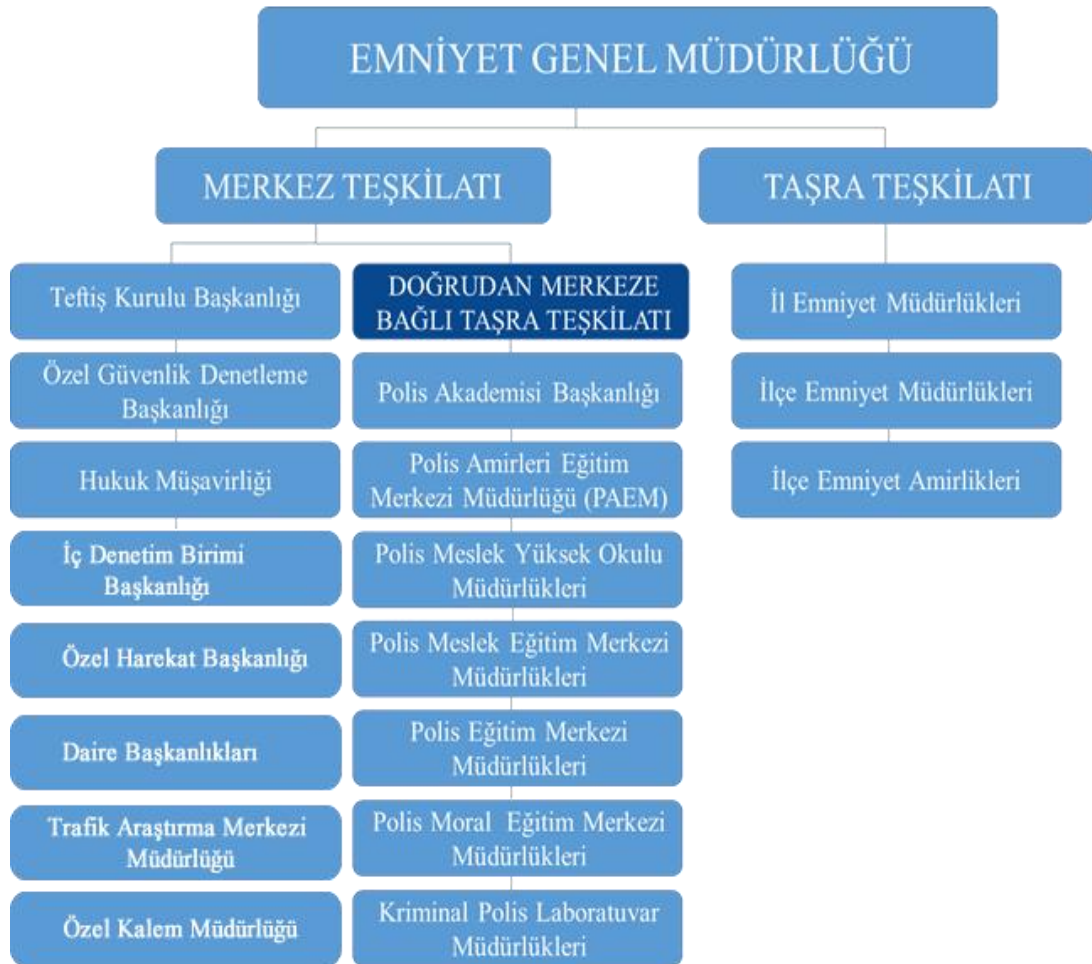 EMNİYET GENEL MÜDÜRLÜĞÜ
MERKEZ TEŞKİLATI
TAŞRA TEŞKİLATI
Teftiş Kurulu Başkanlığı
Özel Güvenlik Denetleme
Başkanlığı
Hukuk Müşavirliği
İç Denetim Birimi
Başkanlığı
Özel Harekat Başkanlığı
Daire Başkanlıkları
Trafik Araştırma Merkezi
Müdürlüğü
Özel Kalem Müdürlüğü
DOĞRUDAN MERKEZE
BAĞLI TAŞRA TEŞKİLATI
Polis Akademisi Başkanlığı
Polis Amirleri Eğitim
Merkezi Müdürlüğü (PAEM)
Polis Meslek Yüksek Okulu
Müdürlükleri
Polis Meslek Eğitim Merkezi
Müdürlükleri
Polis Eğitim Merkezi
Müdürlükleri
Polis Moral Eğitim Merkezi
Müdürlükleri
Kriminal Polis Laboratuvar
Müdürlükleri
İl Emniyet Müdürlükleri
İlçe Emniyet Müdürlükleri
İlçe Emniyet Amirlikleri